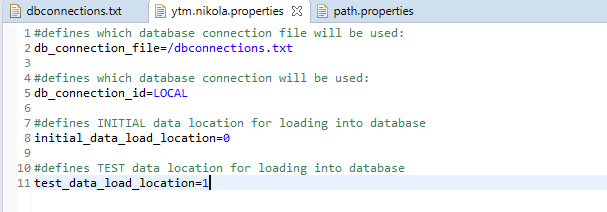 dbconnections.txt ytm.nikola.properties path.properties
1 #defines which database connection file will be used:
2 db_connection_file=/dbconnections.txt
3
4 #defines which database connection will be used:
5 db_connection_id=LOCAL
6
7 #defines INITIAL data location for loading into database
8 initial_data_load_location=0
9
10 #defines TEST data location for loading into database
11 test_data_load_location=1